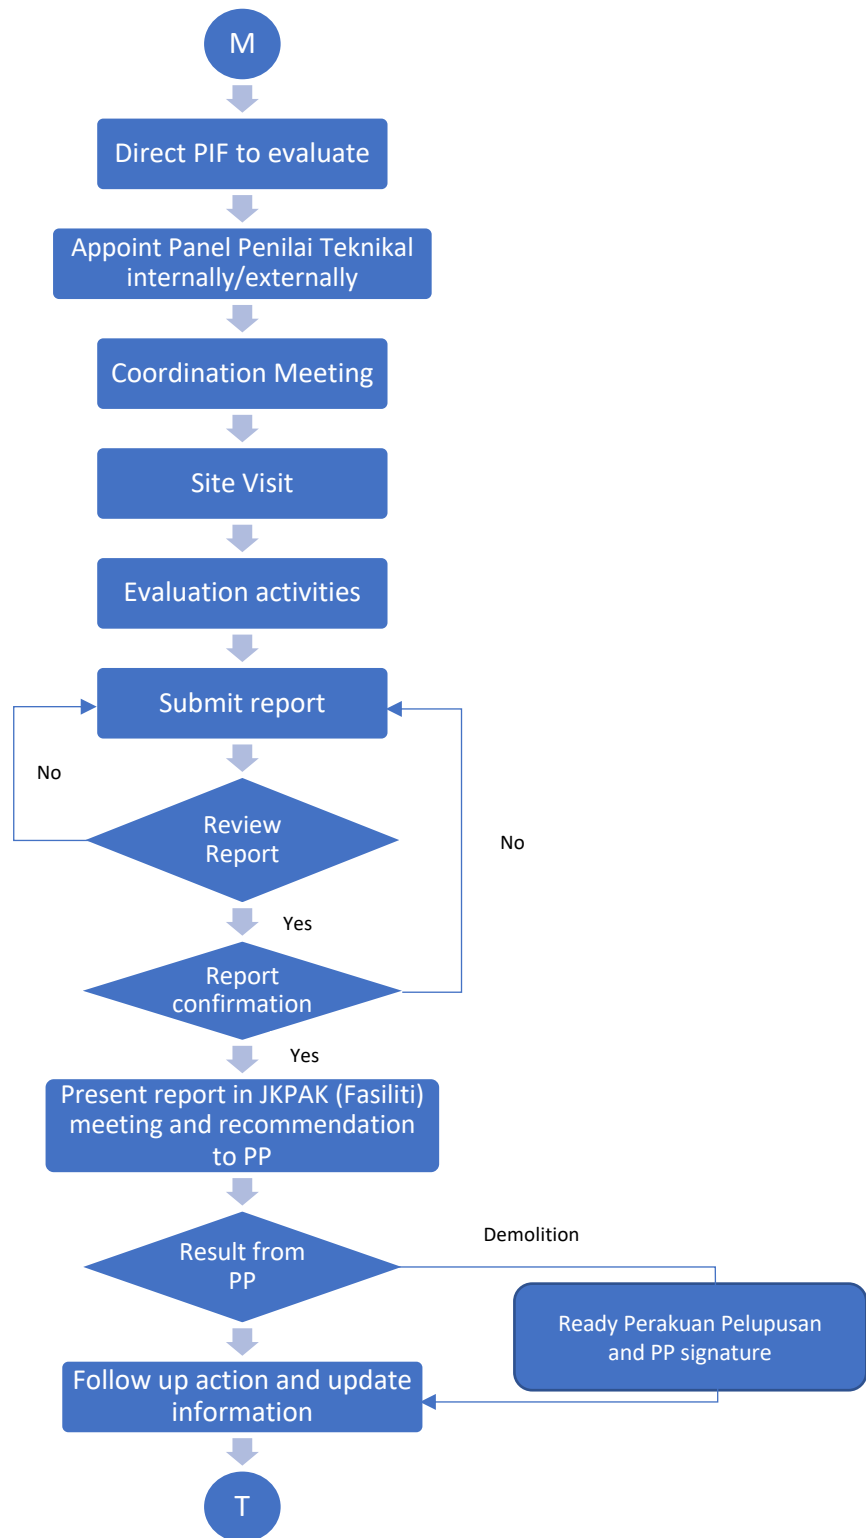 M
Direct PIF to evaluate
Appoint Panel Penilai Teknikal
internally/externally
Coordination Meeting
Site Visit
Evaluation activities
Submit report
No
Review
Report
No
Yes
Report
confirmation
Yes
Present report in JKPAK (Fasiliti)
meeting and recommendation
to PP
Demolition
Result from
PP
Ready Perakuan Pelupusan
and PP signature
Follow up action and update
information
T